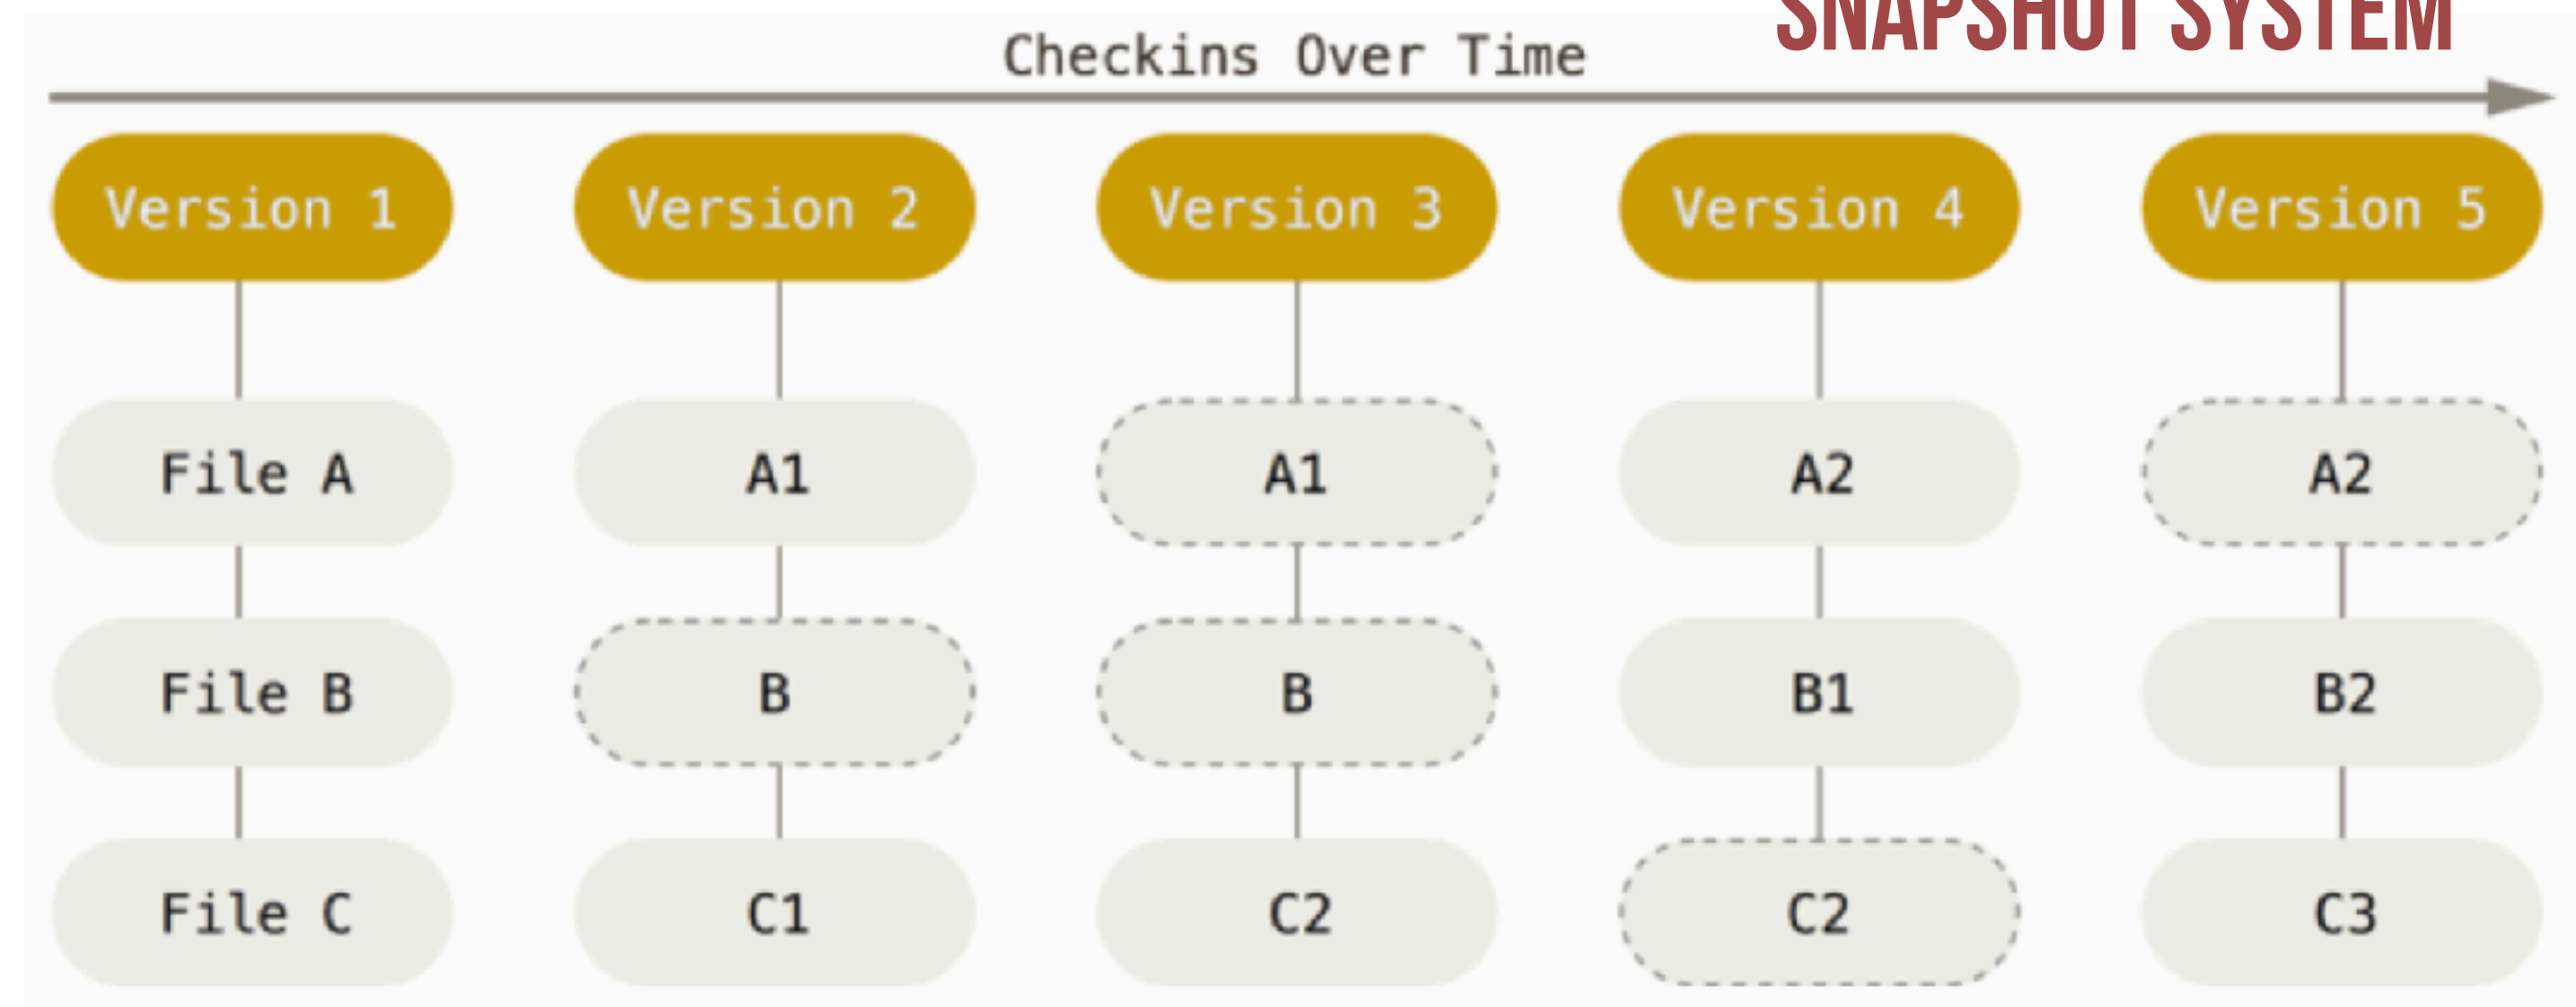 SNAPSHOT SYSTEM
Checkins Over Time
Version 1 Version 2 Version 3 Version 4 Version 5
File A A1 A1 A2 A2
File B B B B1 B2
File C C1 C2 C2 C3